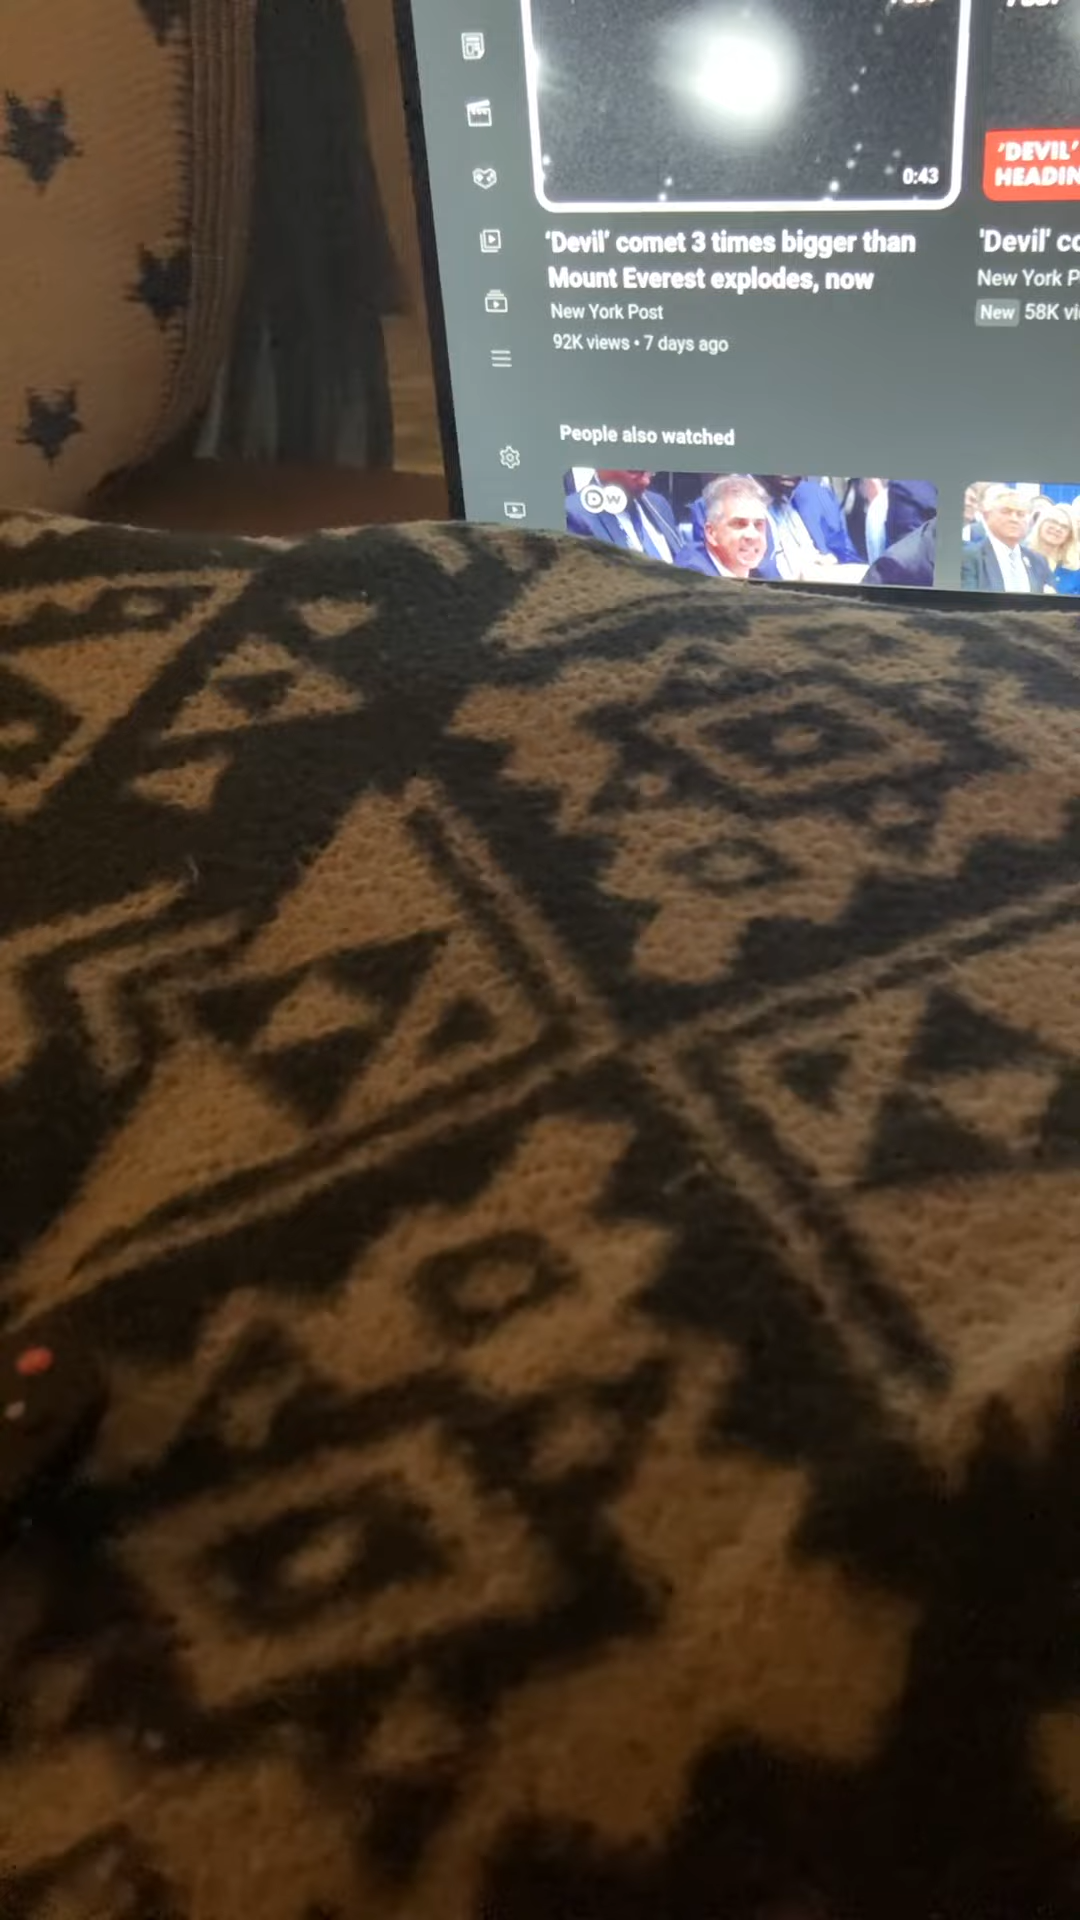 0:43
'DEVIL'
HEADIN
'Devil' comet 3 times bigger than
Mount Everest explodes, now
New York Post
92K views • 7 days ago
'Devil' co
New York P
New 58K vi
People also watched
DW